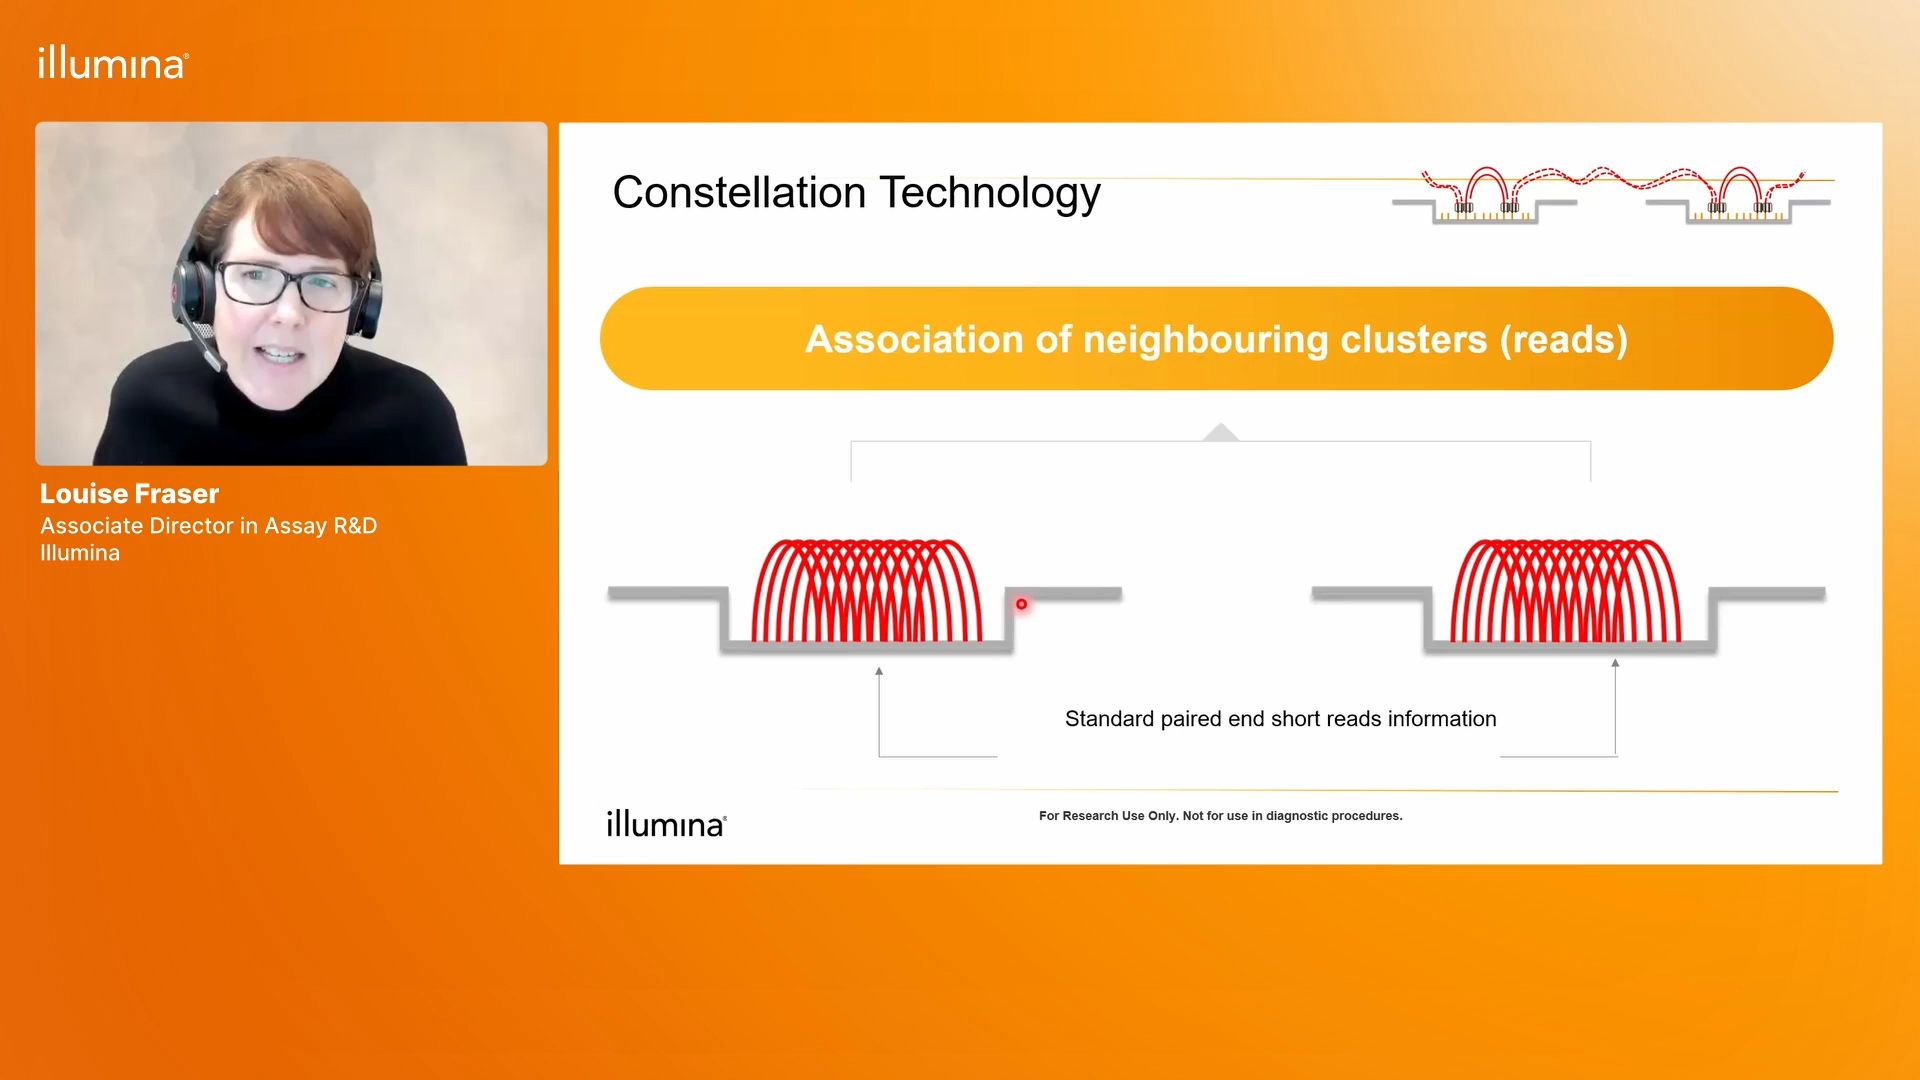 illumina®
Louise Fraser
Associate Director in Assay R&D
Illumina
Constellation Technology
Association of neighbouring clusters (reads)
Standard paired end short reads information
illumina®
For Research Use Only. Not for use in diagnostic procedures.